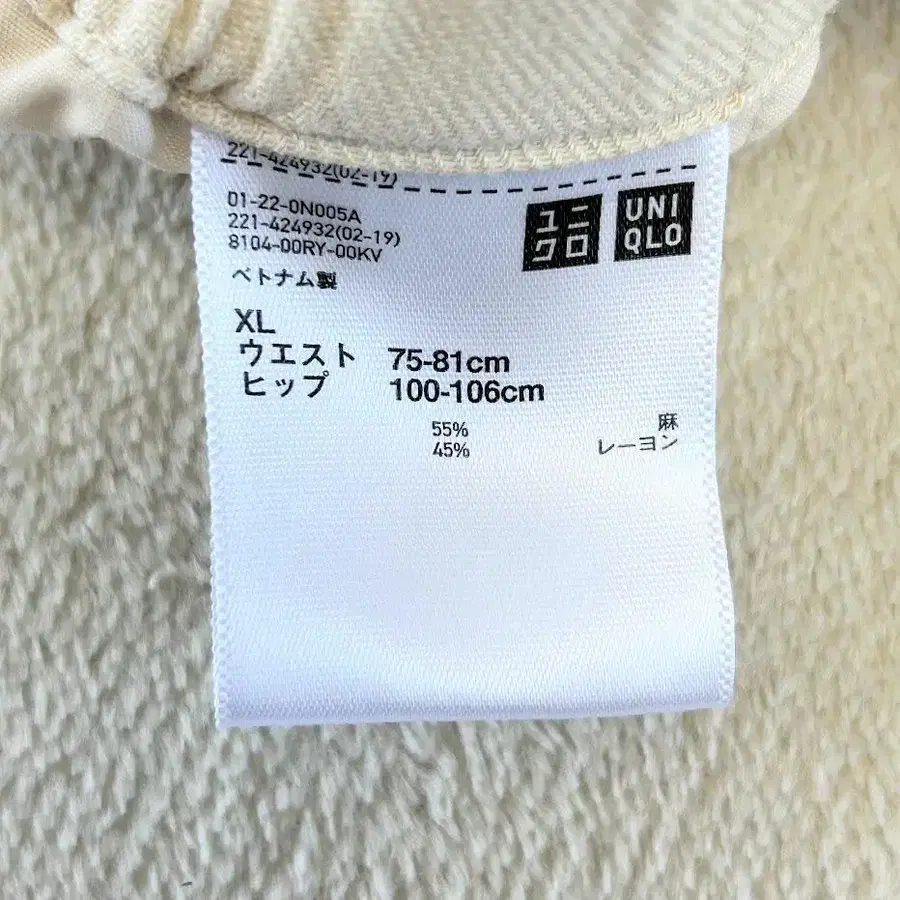 221-424932(02-19)
01-22-0N005A
221-424932(02-19)
8104-00RY-00KV
ベトナム製
ユニ
クロ
UNI
QLO
XL
ウエスト 75-81cm
ヒップ 100-106cm
55% 麻
45% レーヨン